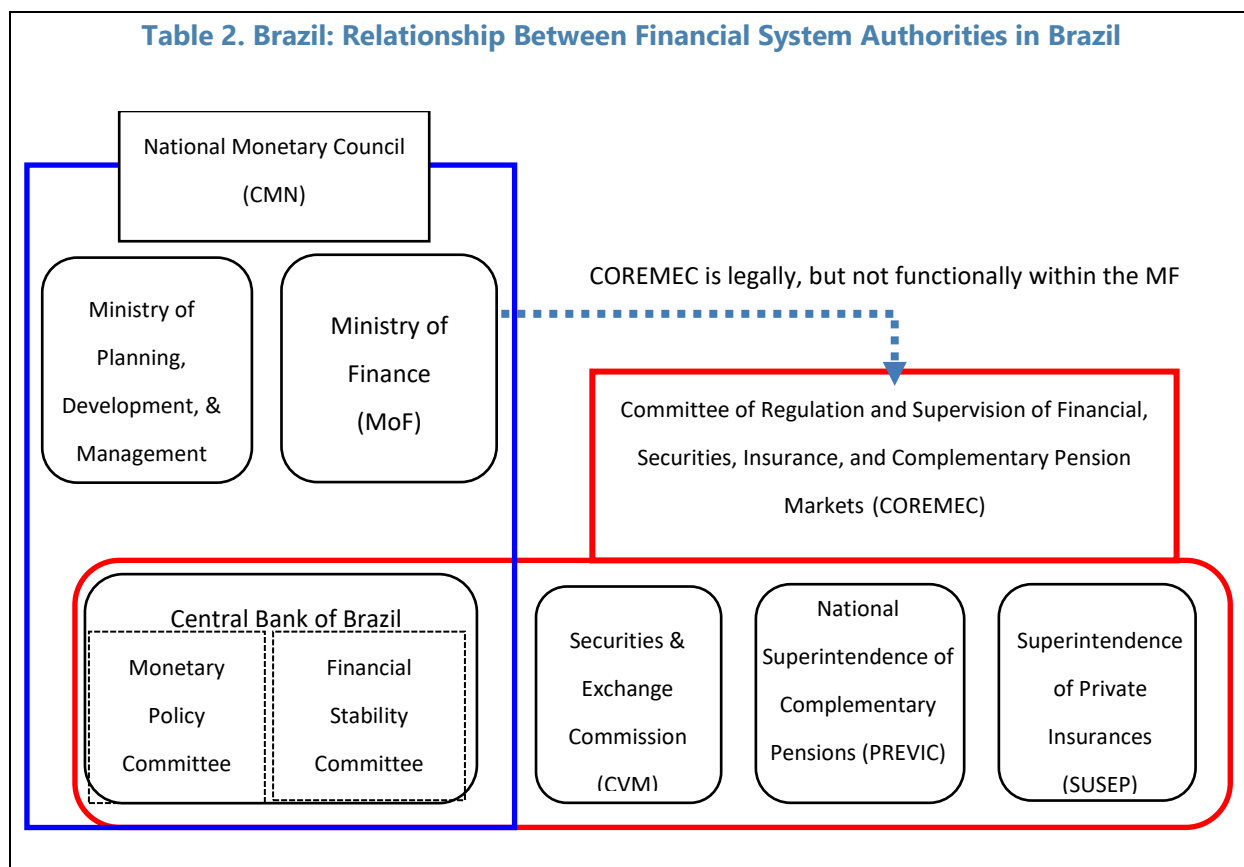 Table 2. Brazil: Relationship Between Financial System Authorities in Brazil
National Monetary Council
(CMN)
Ministry of
Planning,
Development, &
Management
Ministry of
Finance
(MoF)
COREMEC is legally, but not functionally within the MF
Committee of Regulation and Supervision of Financial,
Securities, Insurance, and Complementary Pension
Markets (COREMEC)
Central Bank of Brazil
Monetary
Policy
Committee
Financial
Stability
Committee
Securities &
Exchange
Commission
(CVM)
National
Superintendence of
Complementary
Pensions (PREVIC)
Superintendence
of Private
Insurances
(SUSEP)